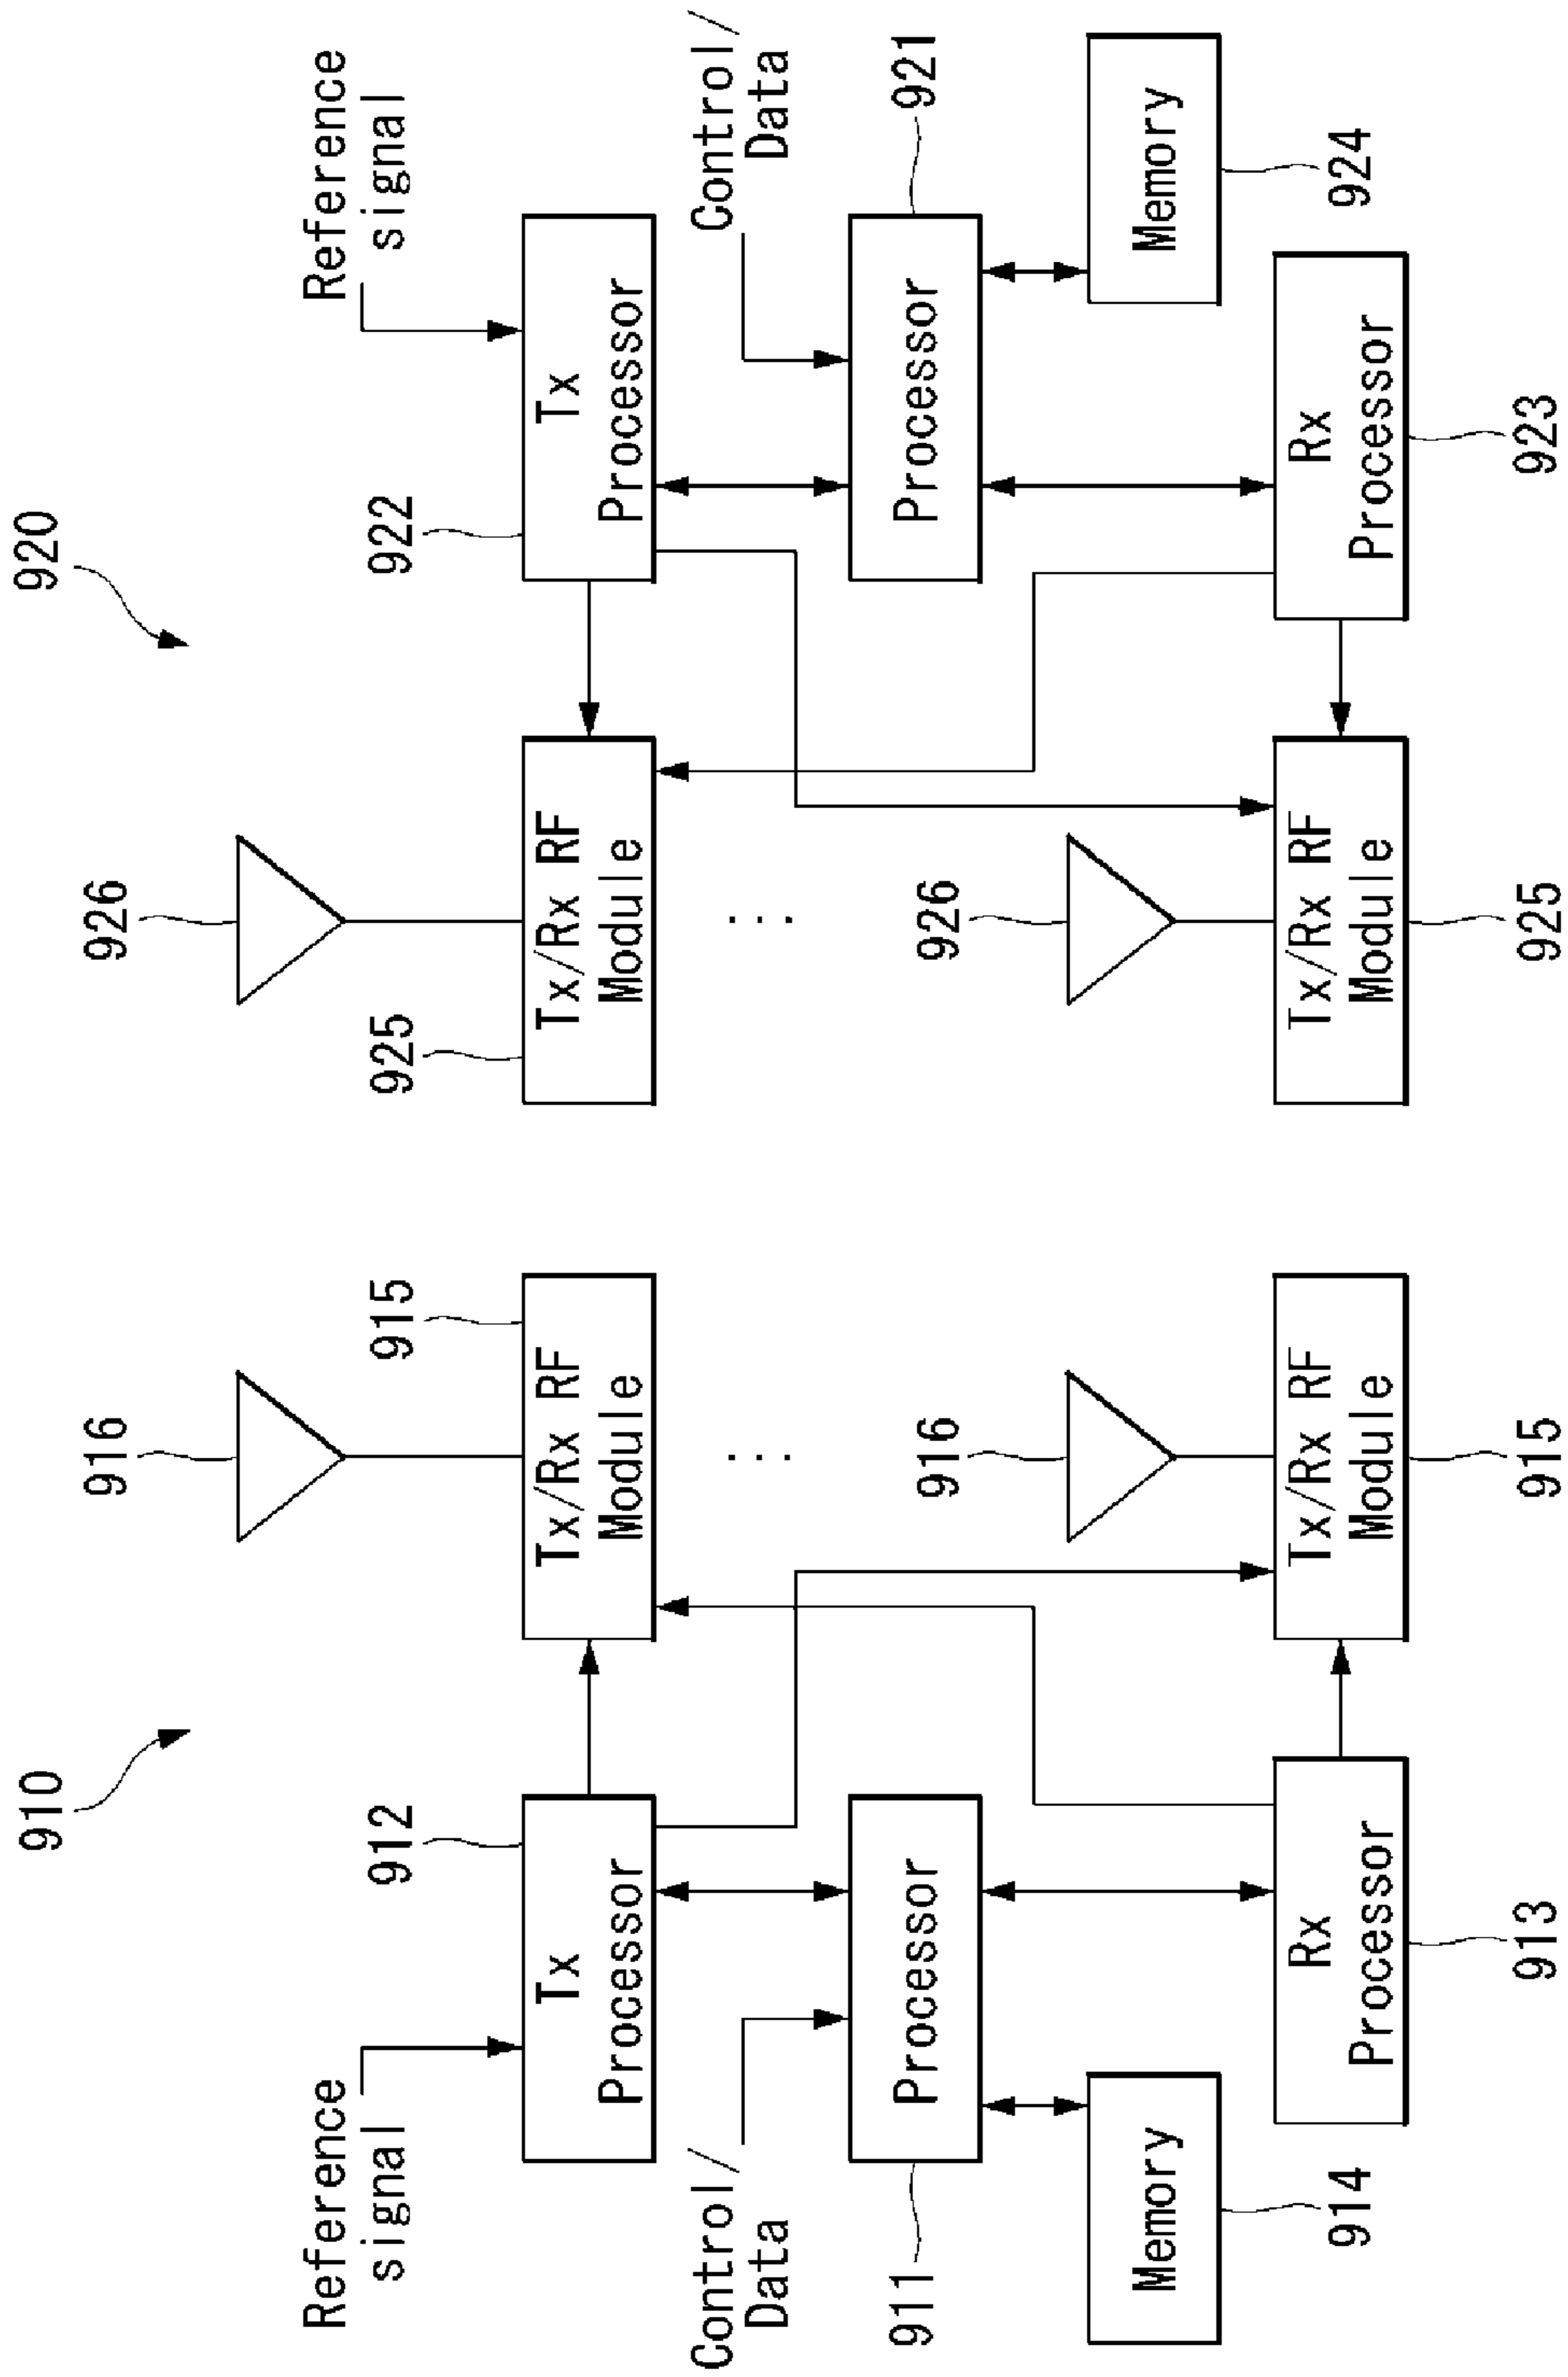 910
920
916
926
Reference
signal
912
915
925
922
Reference
signal
Tx
Processor
Tx/Rx RF
Module
Tx/Rx RF
Module
Tx
Processor
Control/
Data
...
...
Control/
Data
911
Processor
916
926
Processor
921
Memory
Memory
914
Rx
Processor
Tx/Rx RF
Module
Tx/Rx RF
Module
Rx
Processor
924
913
915
925
923